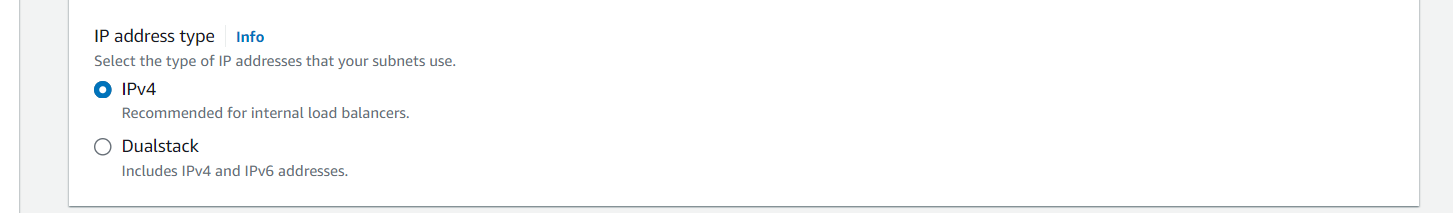 IP address type Info
Select the type of IP addresses that your subnets use.
IPv4
Recommended for internal load balancers.
Dualstack
Includes IPv4 and IPv6 addresses.